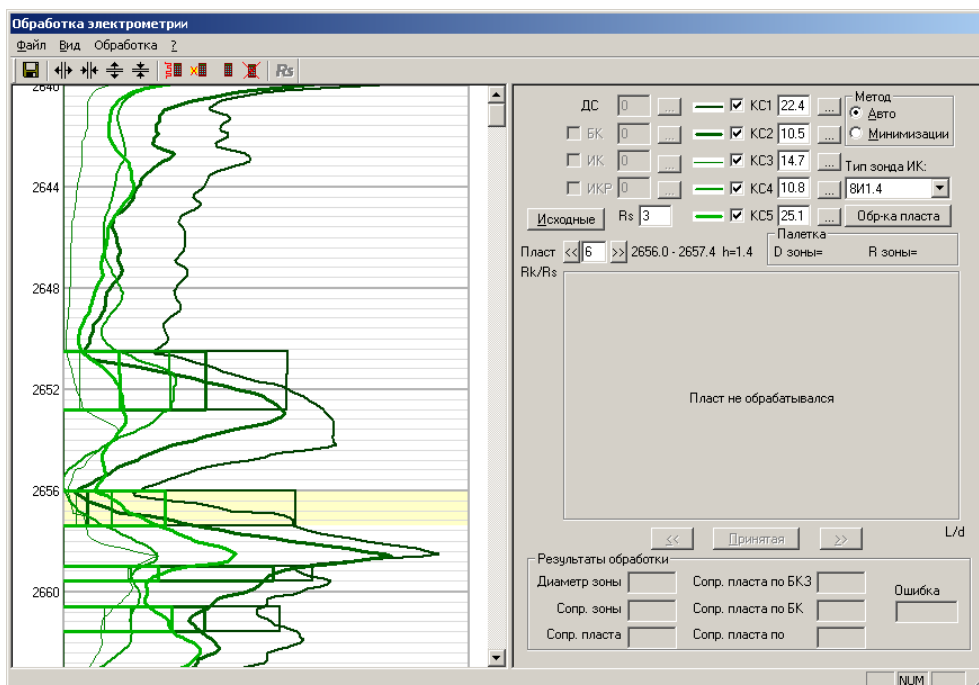 Обработка электрометрии
Файл Вид Обработка ?
Rs
2640
2644
2648
2652
2656
2660
ДС 0 ... КС1 22.4 ... Метод
Авто
БК 0 ... КС2 10.5 ... Минимизации
ИК 0 ... КС3 14.7 ... Тип зонда ИК:
ИКР 0 ... КС4 10.8 ... 8И1.4
Исходные Rs 3 КС5 25.1 ... Обр-ка пласта
Пласт << 6 >> 2656.0 - 2657.4 h=1.4 Палетка
D зоны= R зоны=
Rk/Rs
Пласт не обрабатывался
<< Принятая >> L/d
Результаты обработки
Диаметр зоны Сопр. пласта по БКЗ Ошибка
Сопр. зоны Сопр. пласта по БК
Сопр. пласта Сопр. пласта по
NUM